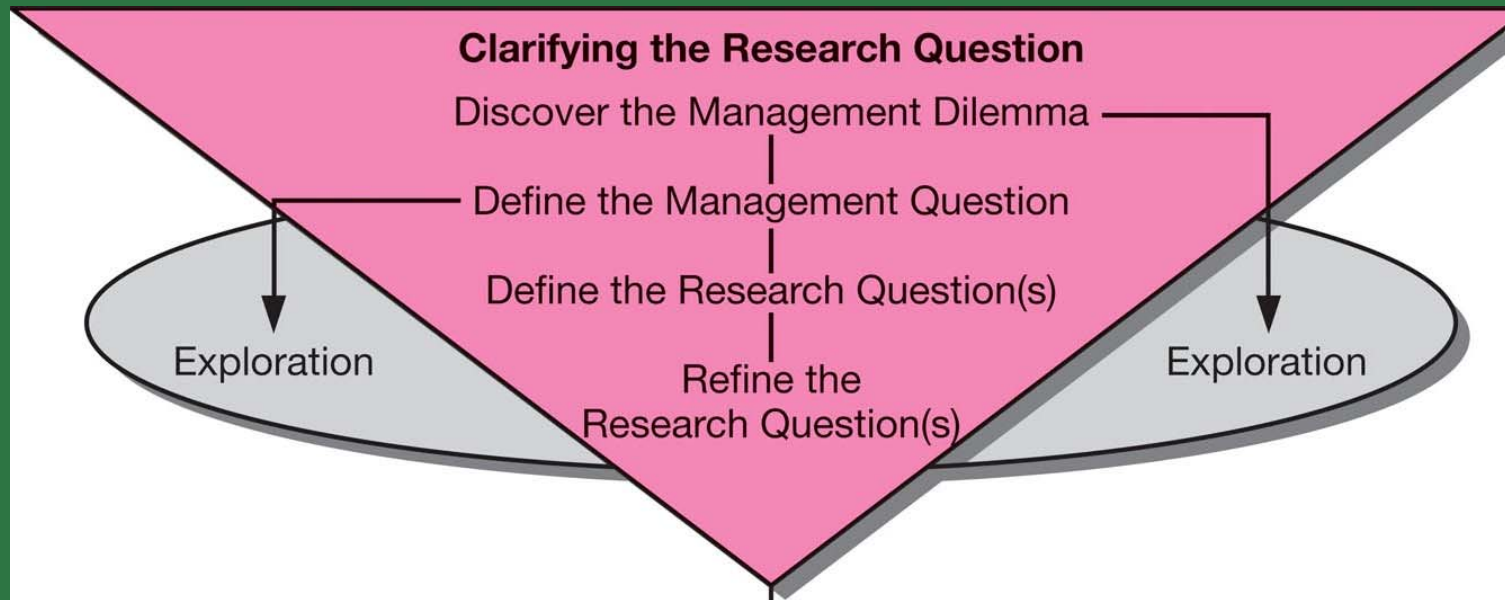 Clarifying the Research Question
Discover the Management Dilemma
Define the Management Question
Define the Research Question(s)
Exploration
Exploration
Refine the
Research Question(s)